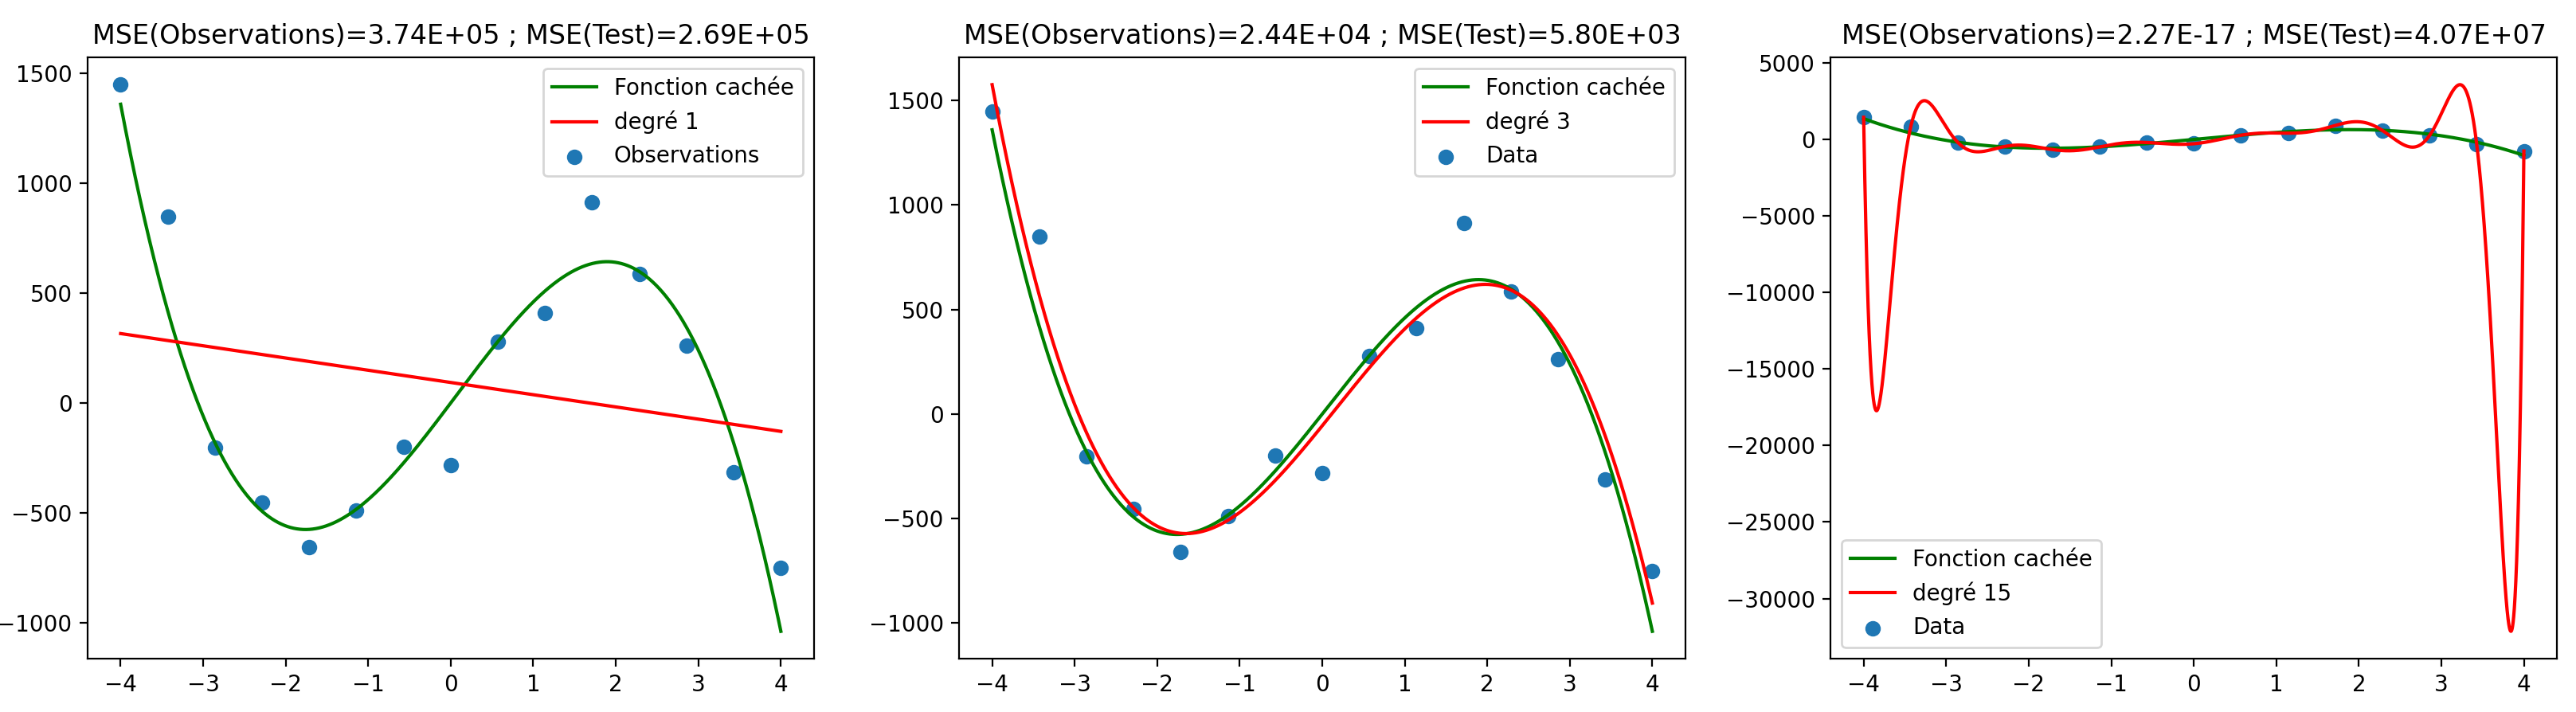 MSE(Observations)=3.74E+05 ; MSE(Test)=2.69E+05
1500
1000
500
0
−500
−1000
−4 −3 −2 −1 0 1 2 3 4
Fonction cachée
degré 1
Observations
MSE(Observations)=2.44E+04 ; MSE(Test)=5.80E+03
1500
1000
500
0
−500
−1000
−4 −3 −2 −1 0 1 2 3 4
Fonction cachée
degré 3
Data
MSE(Observations)=2.27E-17 ; MSE(Test)=4.07E+07
5000
0
−5000
−10000
−15000
−20000
−25000
−30000
−4 −3 −2 −1 0 1 2 3 4
Fonction cachée
degré 15
Data